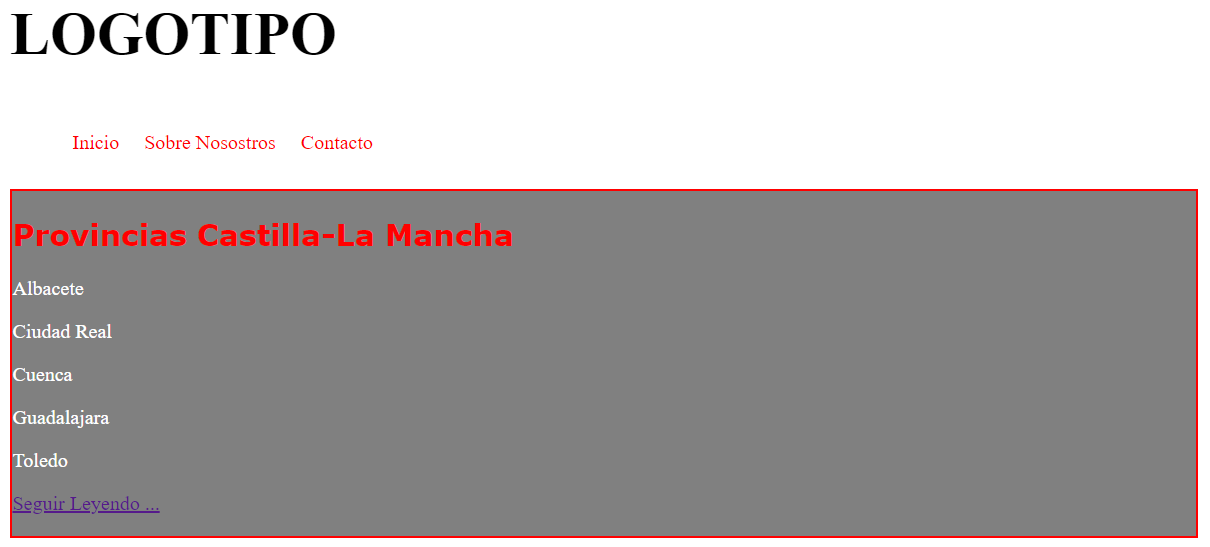 LOGOTIPO
Inicio Sobre Nosostros Contacto
Provincias Castilla-La Mancha
Albacete
Ciudad Real
Cuenca
Guadalajara
Toledo
Seguir Leyendo ...